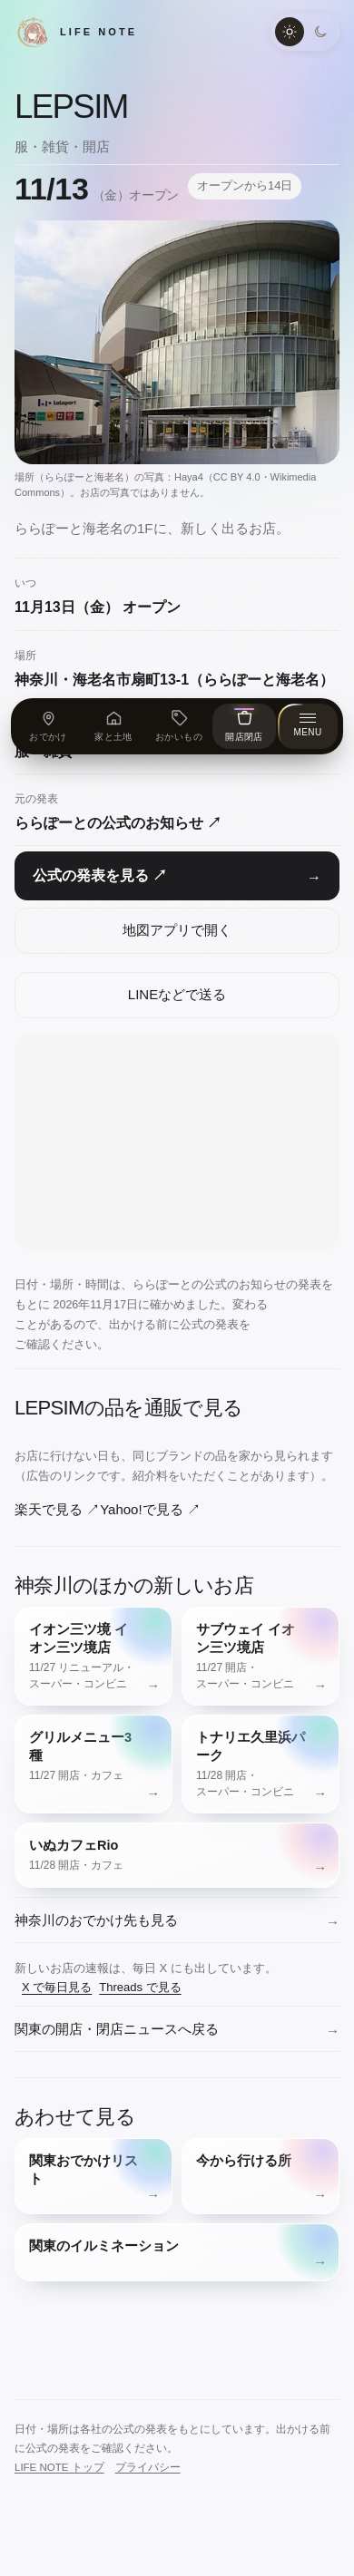 LIFE NOTE
LEPSIM
服・雑貨・開店
11/13 （金）オープン オープンから14日
LaLaport
場所（ららぽーと海老名）の写真：Haya4（CC BY 4.0・Wikimedia
Commons）。お店の写真ではありません。
ららぽーと海老名の1Fに、新しく出るお店。
いつ
11月13日（金） オープン
場所
神奈川・海老名市扇町13-1（ららぽーと海老名）
おでかけ 家と土地 おかいもの 開店閉店 MENU
服・雑貨
元の発表
ららぽーとの公式のお知らせ ↗
公式の発表を見る ↗ →
地図アプリで開く
LINEなどで送る
日付・場所・時間は、ららぽーとの公式のお知らせの発表を
もとに 2026年11月17日に確かめました。変わる
ことがあるので、出かける前に公式の発表を
ご確認ください。
LEPSIMの品を通販で見る
お店に行けない日も、同じブランドの品を家から見られます
（広告のリンクです。紹介料をいただくことがあります）。
楽天で見る ↗Yahoo!で見る ↗
神奈川のほかの新しいお店
イオン三ツ境 イ
オン三ツ境店
11/27 リニューアル・
スーパー・コンビニ →
サブウェイ イオ
ン三ツ境店
11/27 開店・
スーパー・コンビニ →
グリルメニュー3
種
11/27 開店・カフェ
→
トナリエ久里浜パ
ーク
11/28 開店・
スーパー・コンビニ →
いぬカフェRio
11/28 開店・カフェ →
神奈川のおでかけ先も見る →
新しいお店の速報は、毎日 X にも出しています。
X で毎日見る Threads で見る
関東の開店・閉店ニュースへ戻る →
あわせて見る
関東おでかけリス
ト
→
今から行ける所
→
関東のイルミネーション
→
日付・場所は各社の公式の発表をもとにしています。出かける前
に公式の発表をご確認ください。
LIFE NOTE トップ プライバシー